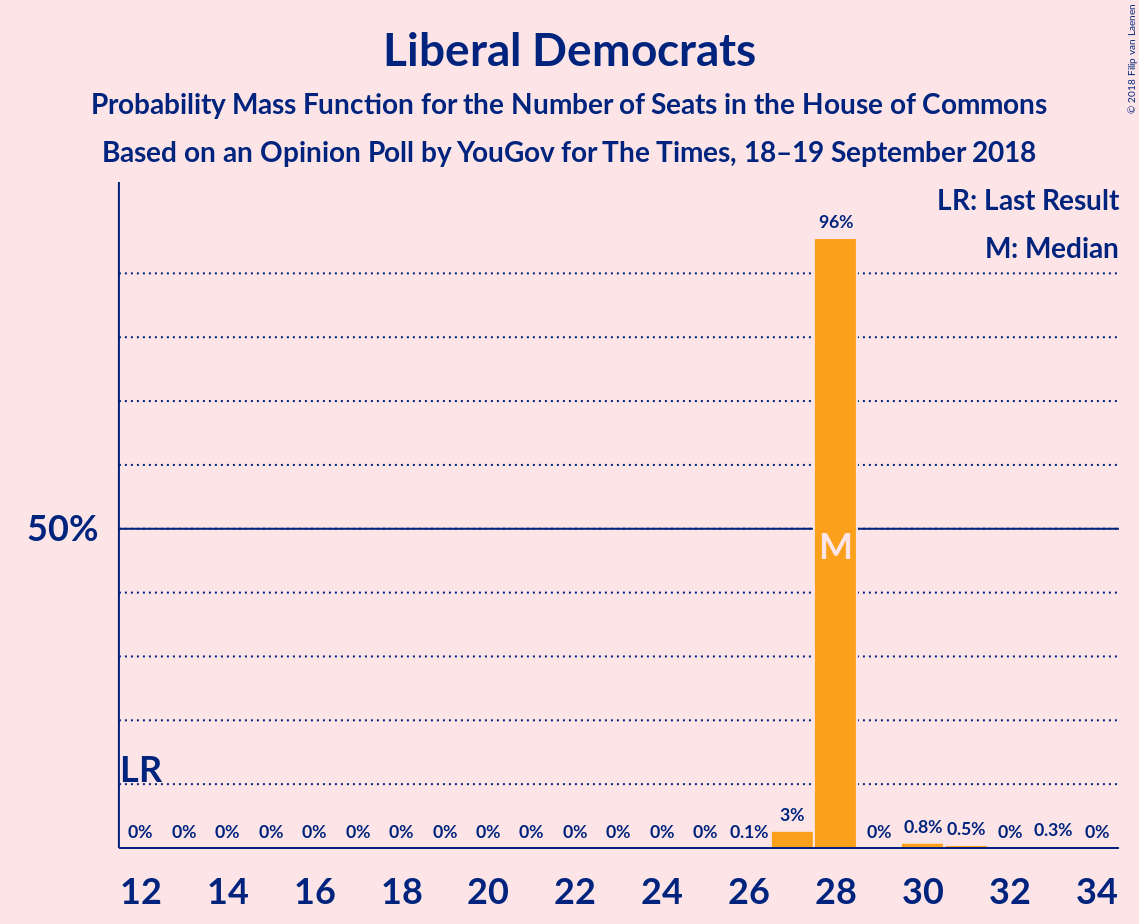 Liberal Democrats
Probability Mass Function for the Number of Seats in the House of Commons
Based on an Opinion Poll by YouGov for The Times, 18–19 September 2018
© 2018 Filip van Laenen
LR: Last Result
M: Median
96%
50%
M
LR
0% 0% 0% 0% 0% 0% 0% 0% 0% 0% 0% 0% 0% 0% 0.1% 3% 0% 0.8% 0.5% 0% 0.3% 0%
12 14 16 18 20 22 24 26 28 30 32 34